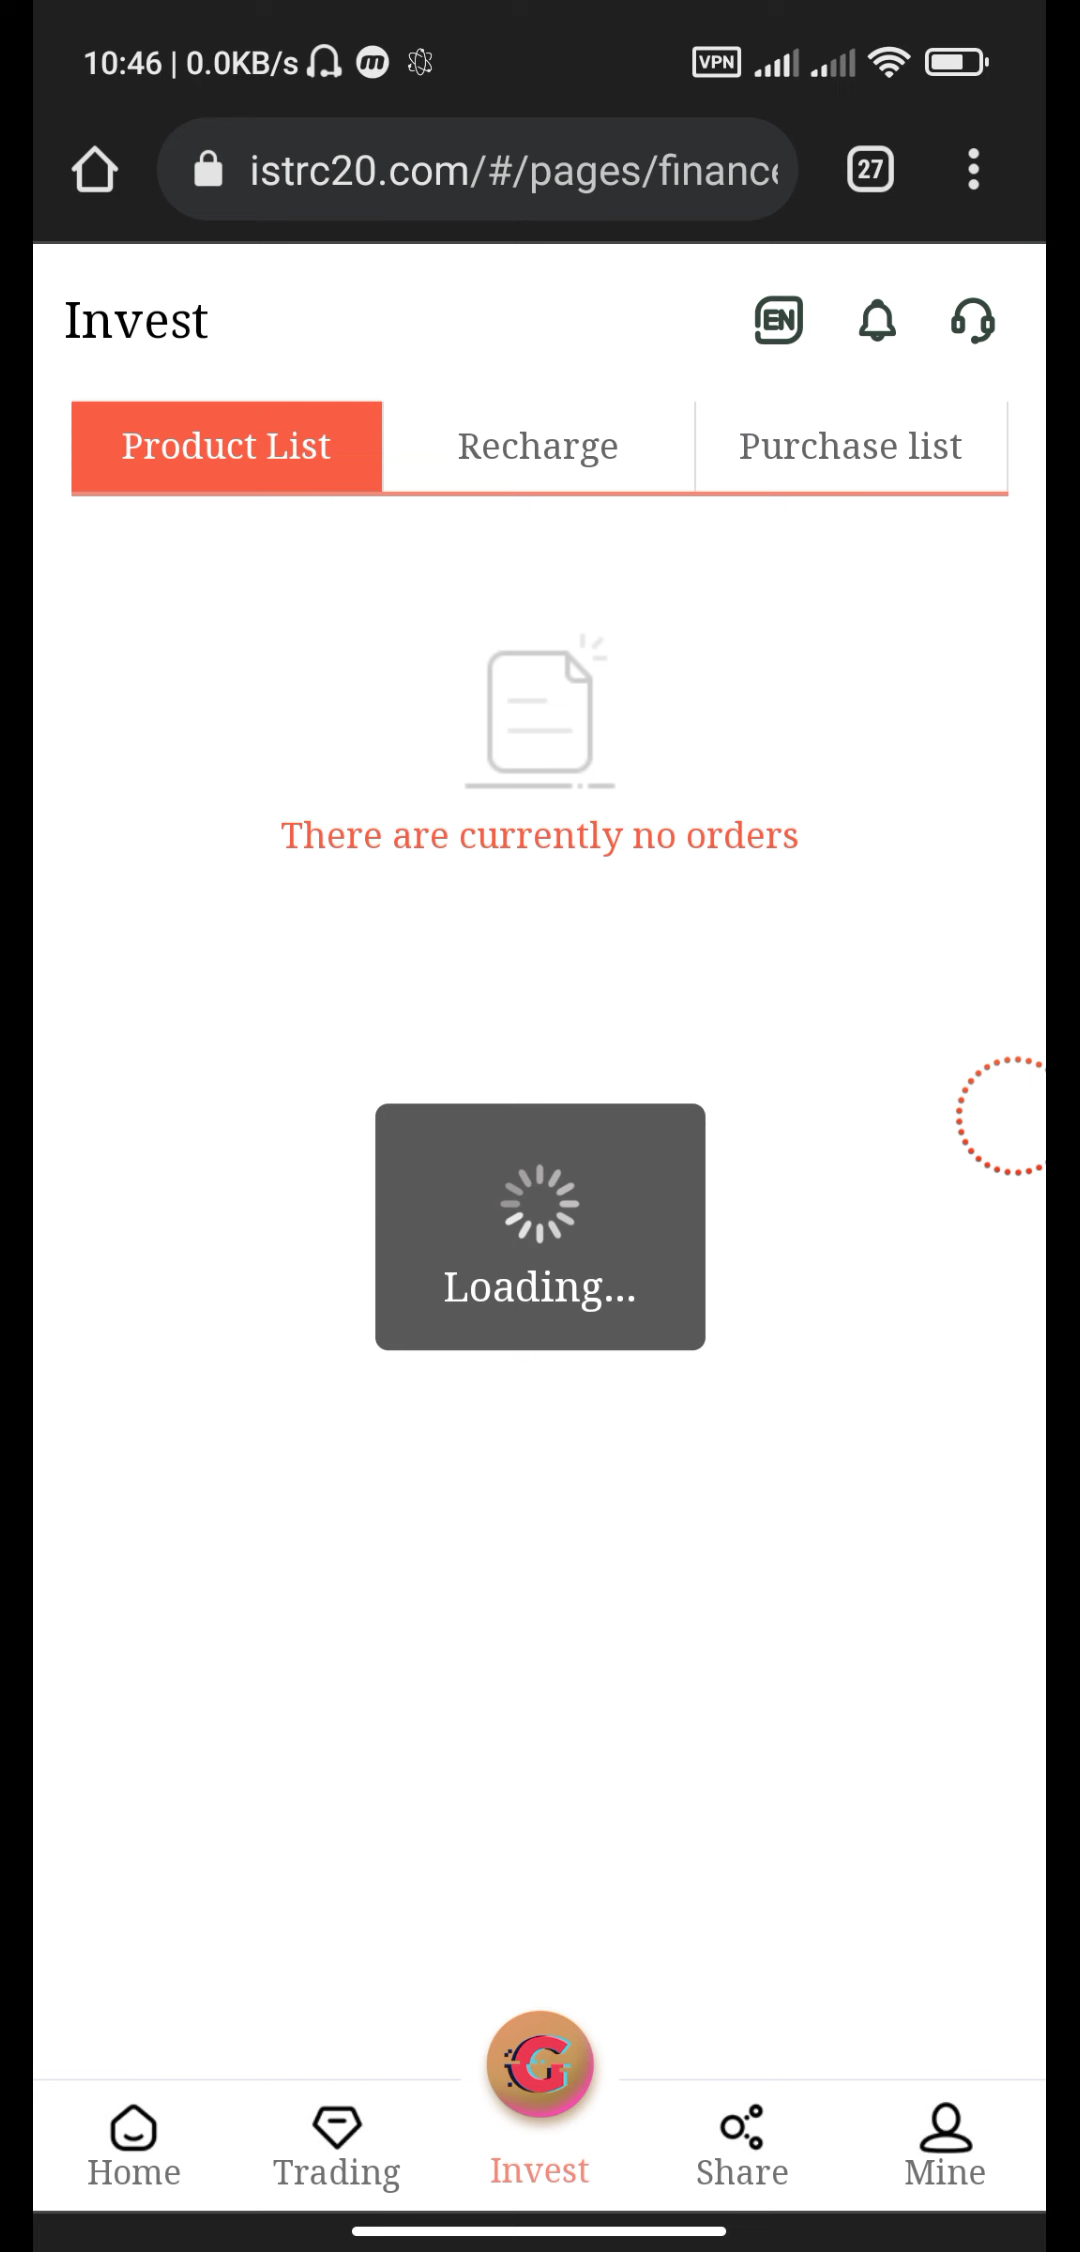 10:46 | 0.0KB/s
VPN
istrc20.com/#/pages/finance
27
Invest
EN
Product List
Recharge
Purchase list
There are currently no orders
Loading...
G
Home
Trading
Invest
Share
Mine